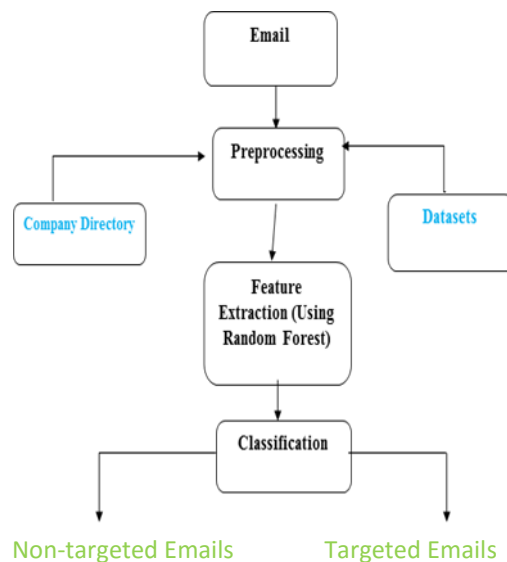 Email
Preprocessing
Company Directory
Datasets
Feature
Extraction (Using
Random Forest)
Classification
Non-targeted Emails
Targeted Emails